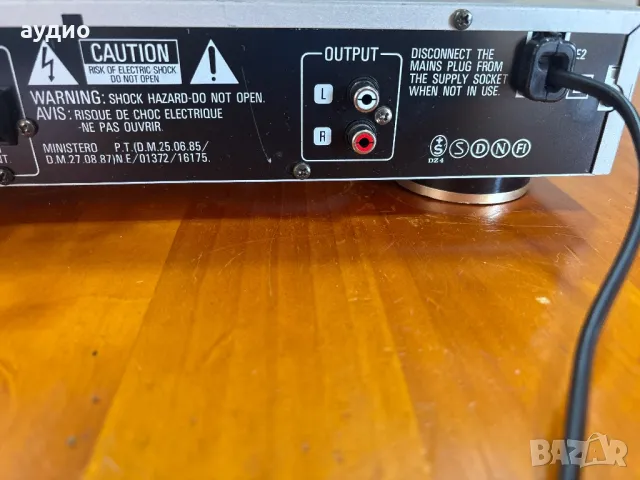 аудио
CAUTION
RISK OF ELECTRIC SHOCK
DO NOT OPEN
WARNING: SHOCK HAZARD-DO NOT OPEN.
AVIS: RISQUE DE CHOC ELECTRIQUE
-NE PAS OUVRIR.
MINISTERO P.T.(D.M.25.06.85/
D.M.27.08.87)N.E/01372/16175.
OUTPUT
L
R
DISCONNECT THE
MAINS PLUG FROM
THE SUPPLY SOCKET
WHEN NOT IN USE.
E2
DZ4
S D N FI
BAZAR